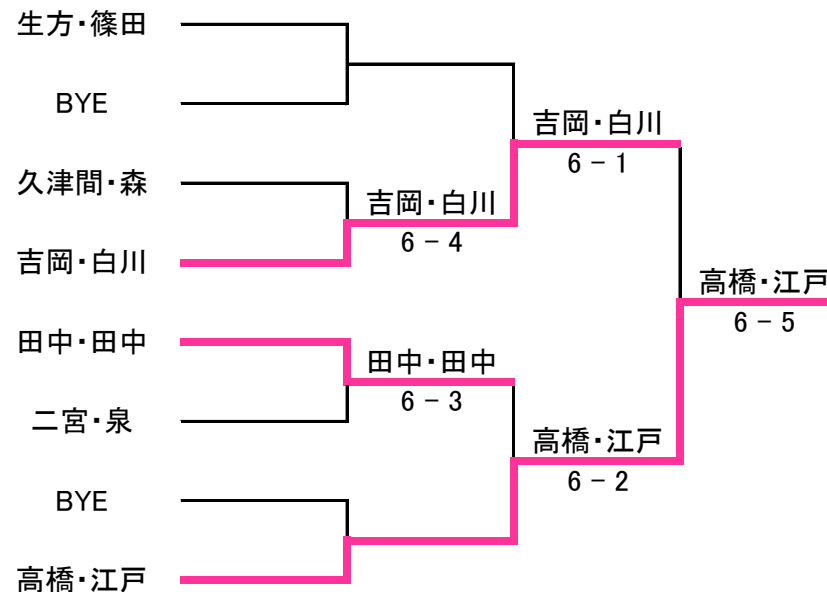 生方・篠田
BYE
久津間・森
吉岡・白川
田中・田中
二宮・泉
BYE
高橋・江戸
吉岡・白川
6 − 4
田中・田中
6 − 3
吉岡・白川
6 − 1
高橋・江戸
6 − 2
高橋・江戸
6 − 5